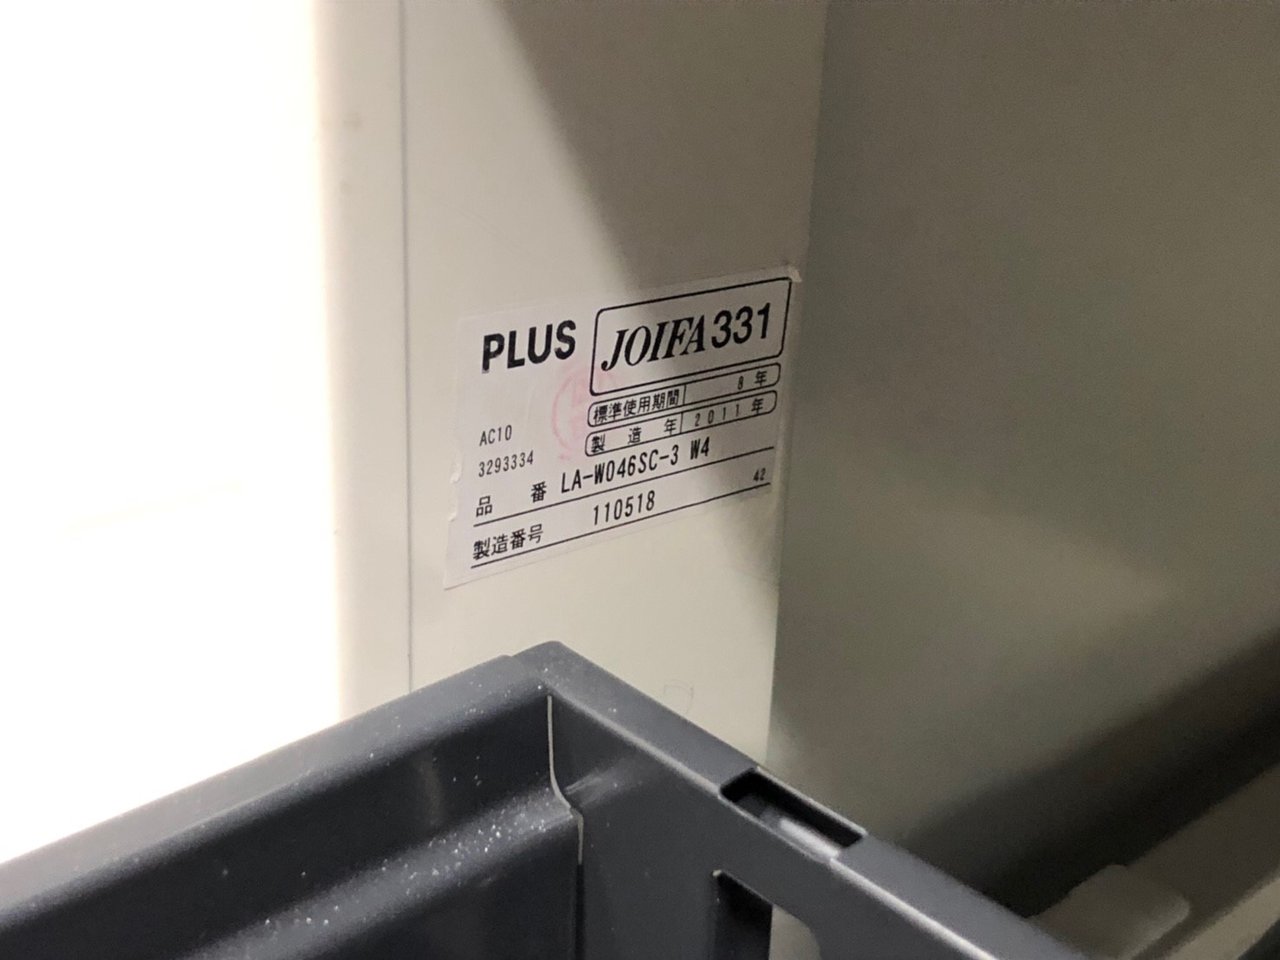 PLUS JOIFA331
標準使用期間 8年
AC10 製造年 2011年
3293334
品番 LA-W046SC-3 W4
42
製造番号 110518